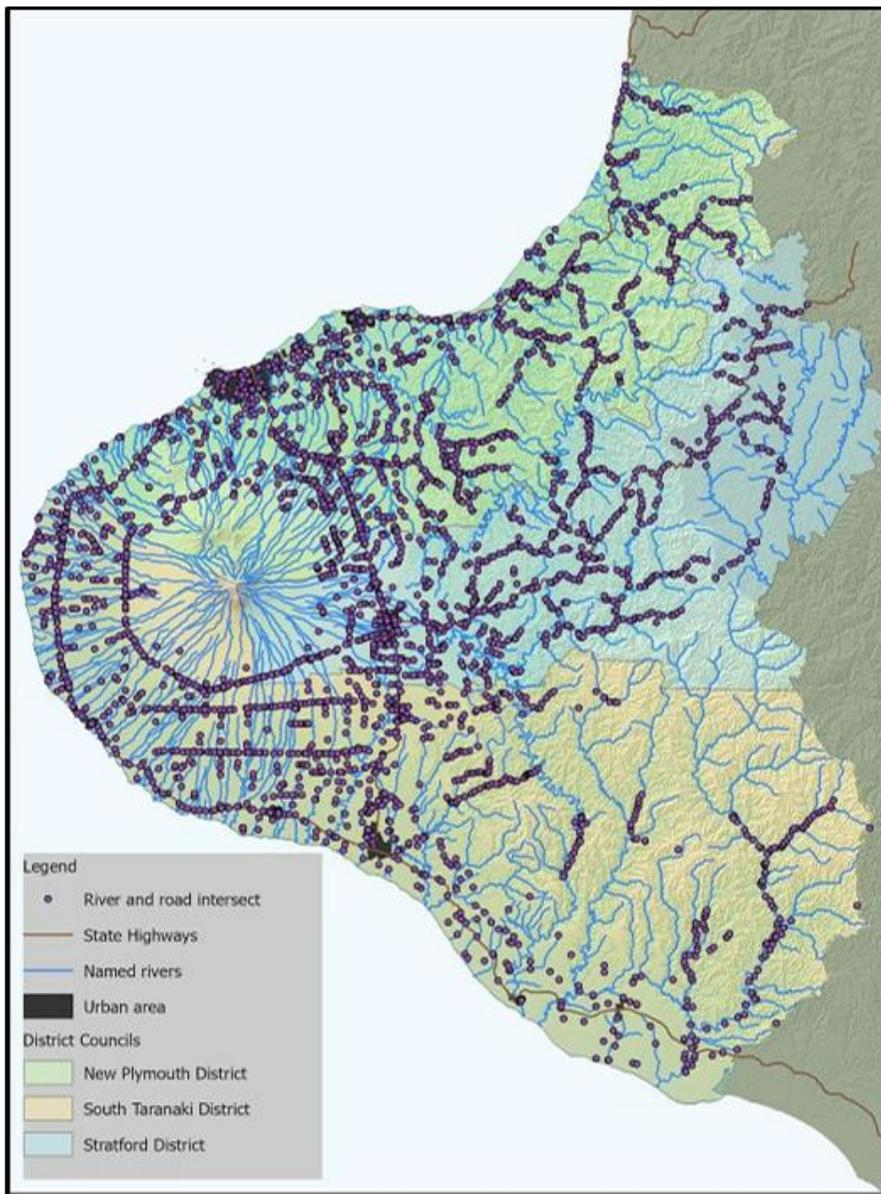 Legend
River and road intersect
State Highways
Named rivers
Urban area
District Councils
New Plymouth District
South Taranaki District
Stratford District